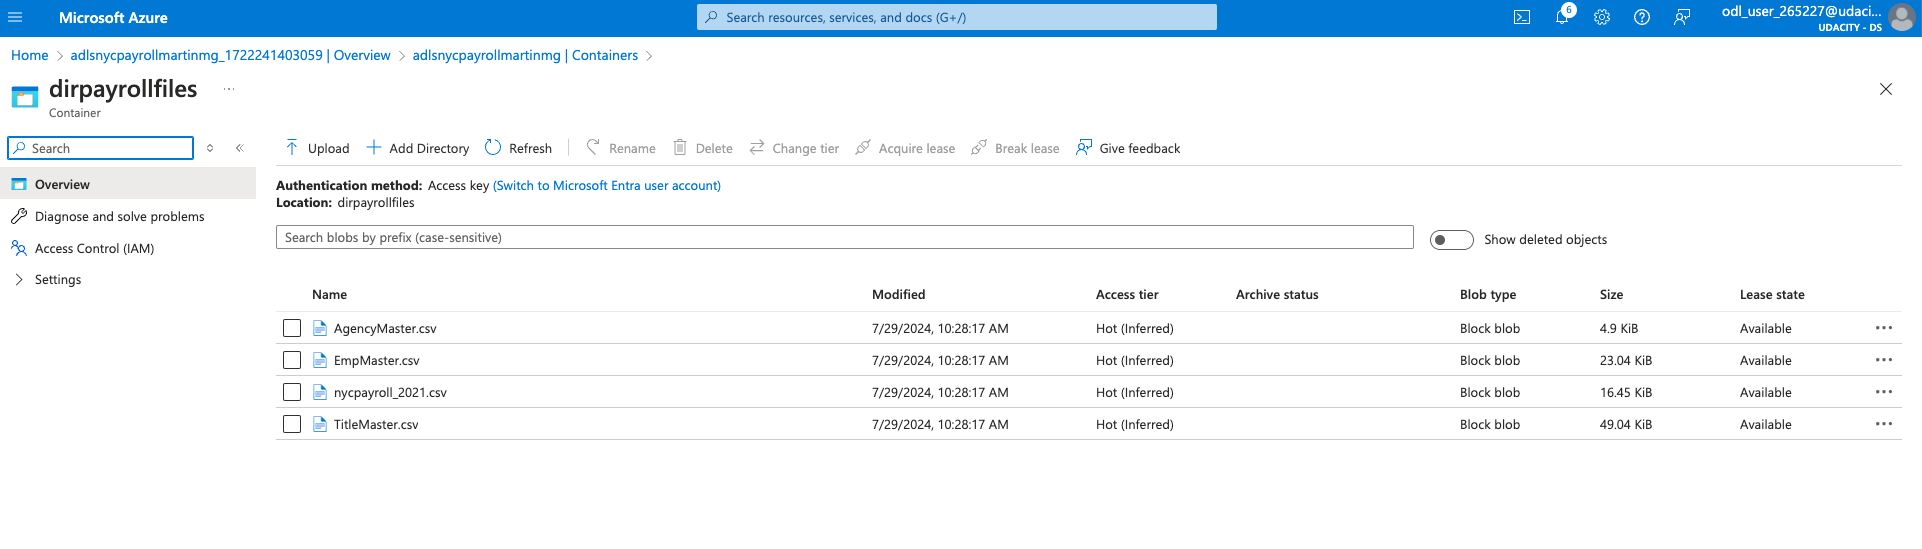 Microsoft Azure
Search resources, services, and docs (G+/)
6
odl_user_265227@udaci...
UDACITY - DS
Home > adlsnycpayrollmartinmg_1722241403059 | Overview > adlsnycpayrollmartinmg | Containers >
dirpayrollfiles ...
Container
Search
Upload Add Directory Refresh Rename Delete Change tier Acquire lease Break lease Give feedback
Overview
Diagnose and solve problems
Access Control (IAM)
Settings
Authentication method: Access key (Switch to Microsoft Entra user account)
Location: dirpayrollfiles
Search blobs by prefix (case-sensitive)
Show deleted objects
Name Modified Access tier Archive status Blob type Size Lease state
AgencyMaster.csv 7/29/2024, 10:28:17 AM Hot (Inferred) Block blob 4.9 KiB Available ...
EmpMaster.csv 7/29/2024, 10:28:17 AM Hot (Inferred) Block blob 23.04 KiB Available ...
nycpayroll_2021.csv 7/29/2024, 10:28:17 AM Hot (Inferred) Block blob 16.45 KiB Available ...
TitleMaster.csv 7/29/2024, 10:28:17 AM Hot (Inferred) Block blob 49.04 KiB Available ...